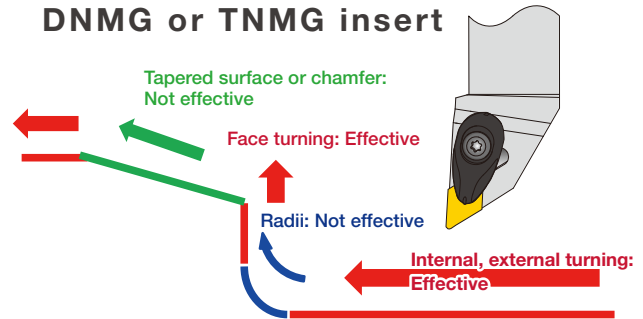 DNMG or TNMG insert
Tapered surface or chamfer:
Not effective
Face turning: Effective
Radii: Not effective
Internal, external turning:
Effective